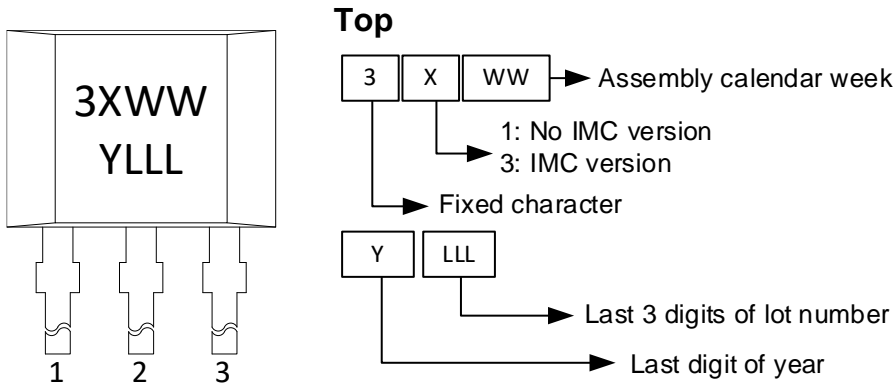 Top
3XWW
YLLL
1 2 3
3 X WW Assembly calendar week
1: No IMC version
3: IMC version
Fixed character
Y LLL
Last 3 digits of lot number
Last digit of year